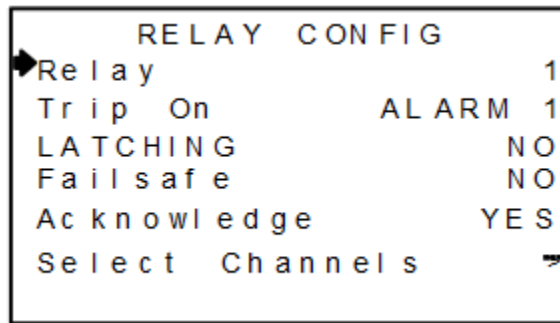 RELAY CONFIG
Relay 1
Trip On ALARM 1
LATCHING NO
Failsafe NO
Acknowledge YES
Select Channels